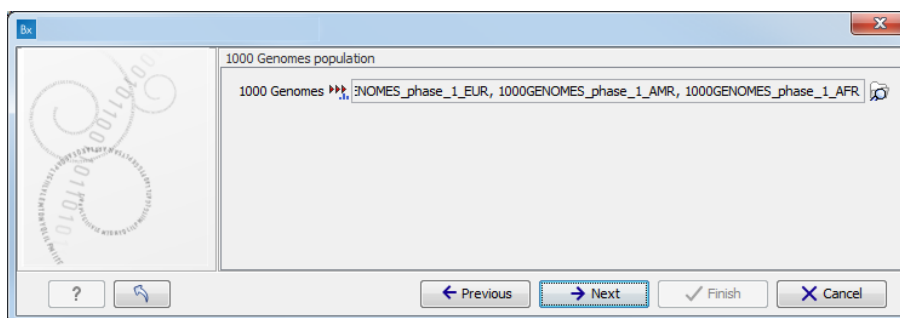 Bx
1000 Genomes population
1000 Genomes ENOMES_phase_1_EUR, 1000GENOMES_phase_1_AMR, 1000GENOMES_phase_1_AFR
? Previous Next Finish Cancel